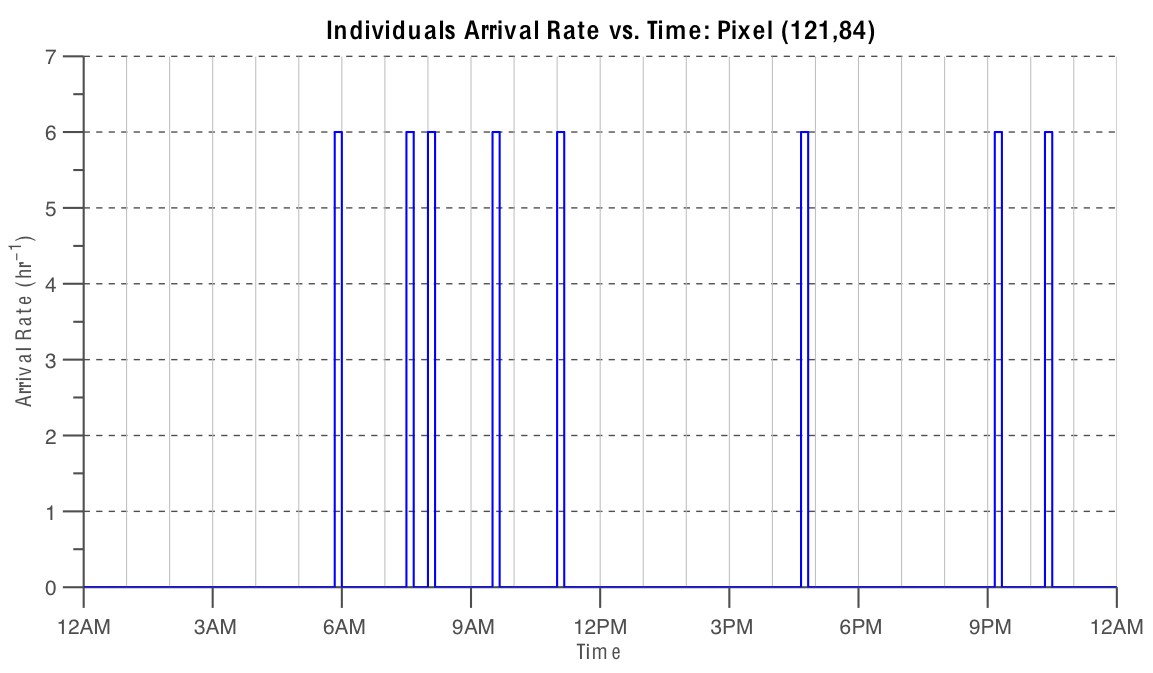 Individuals Arrival Rate vs. Time: Pixel (121,84)
7
6
5
4
3
2
1
0
Arrival Rate (hr⁻¹)
12AM 3AM 6AM 9AM 12PM 3PM 6PM 9PM 12AM
Time